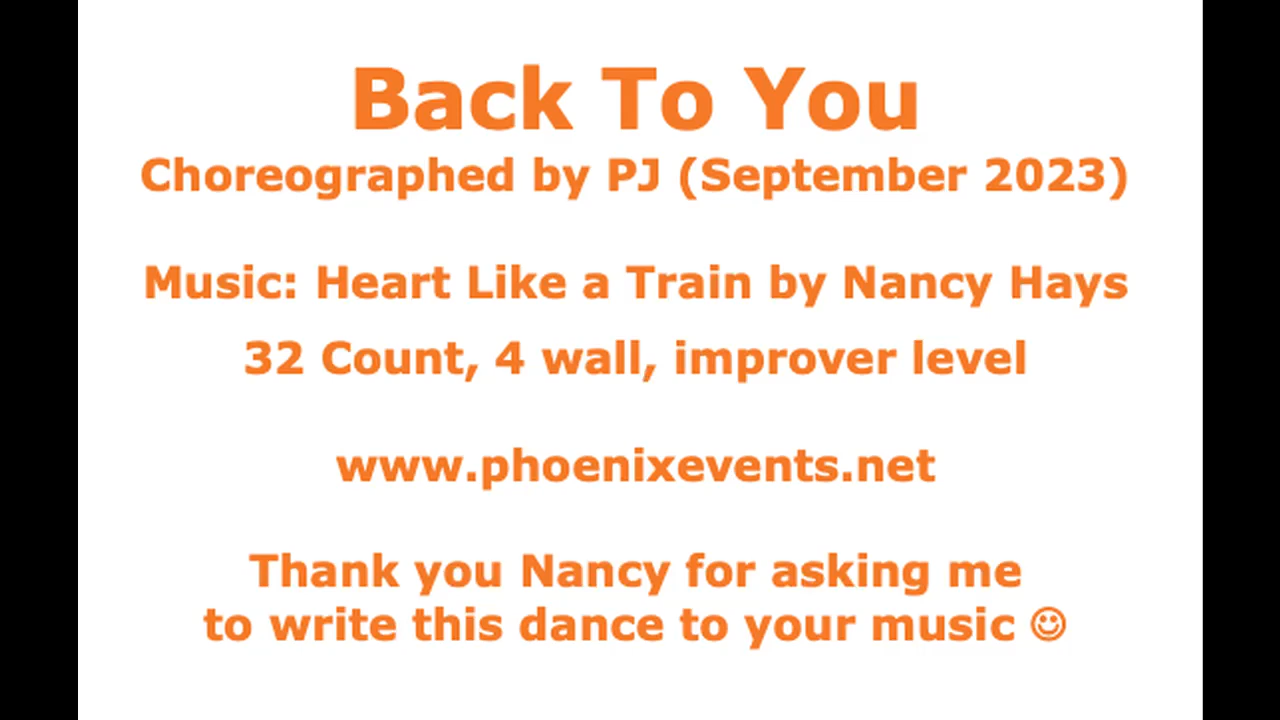 Back To You
Choreographed by PJ (September 2023)
Music: Heart Like a Train by Nancy Hays
32 Count, 4 wall, improver level
www.phoenixevents.net
Thank you Nancy for asking me
to write this dance to your music ☺